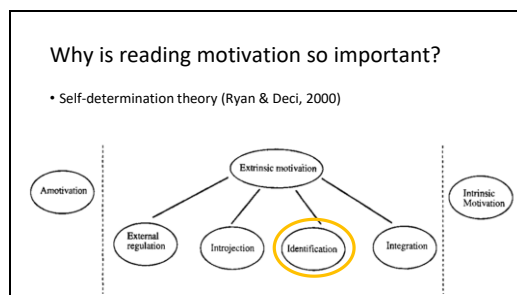 Why is reading motivation so important?
• Self-determination theory (Ryan & Deci, 2000)
Extrinsic motivation
Amotivation
Intrinsic
Motivation
External
regulation
Introjection
Identification
Integration